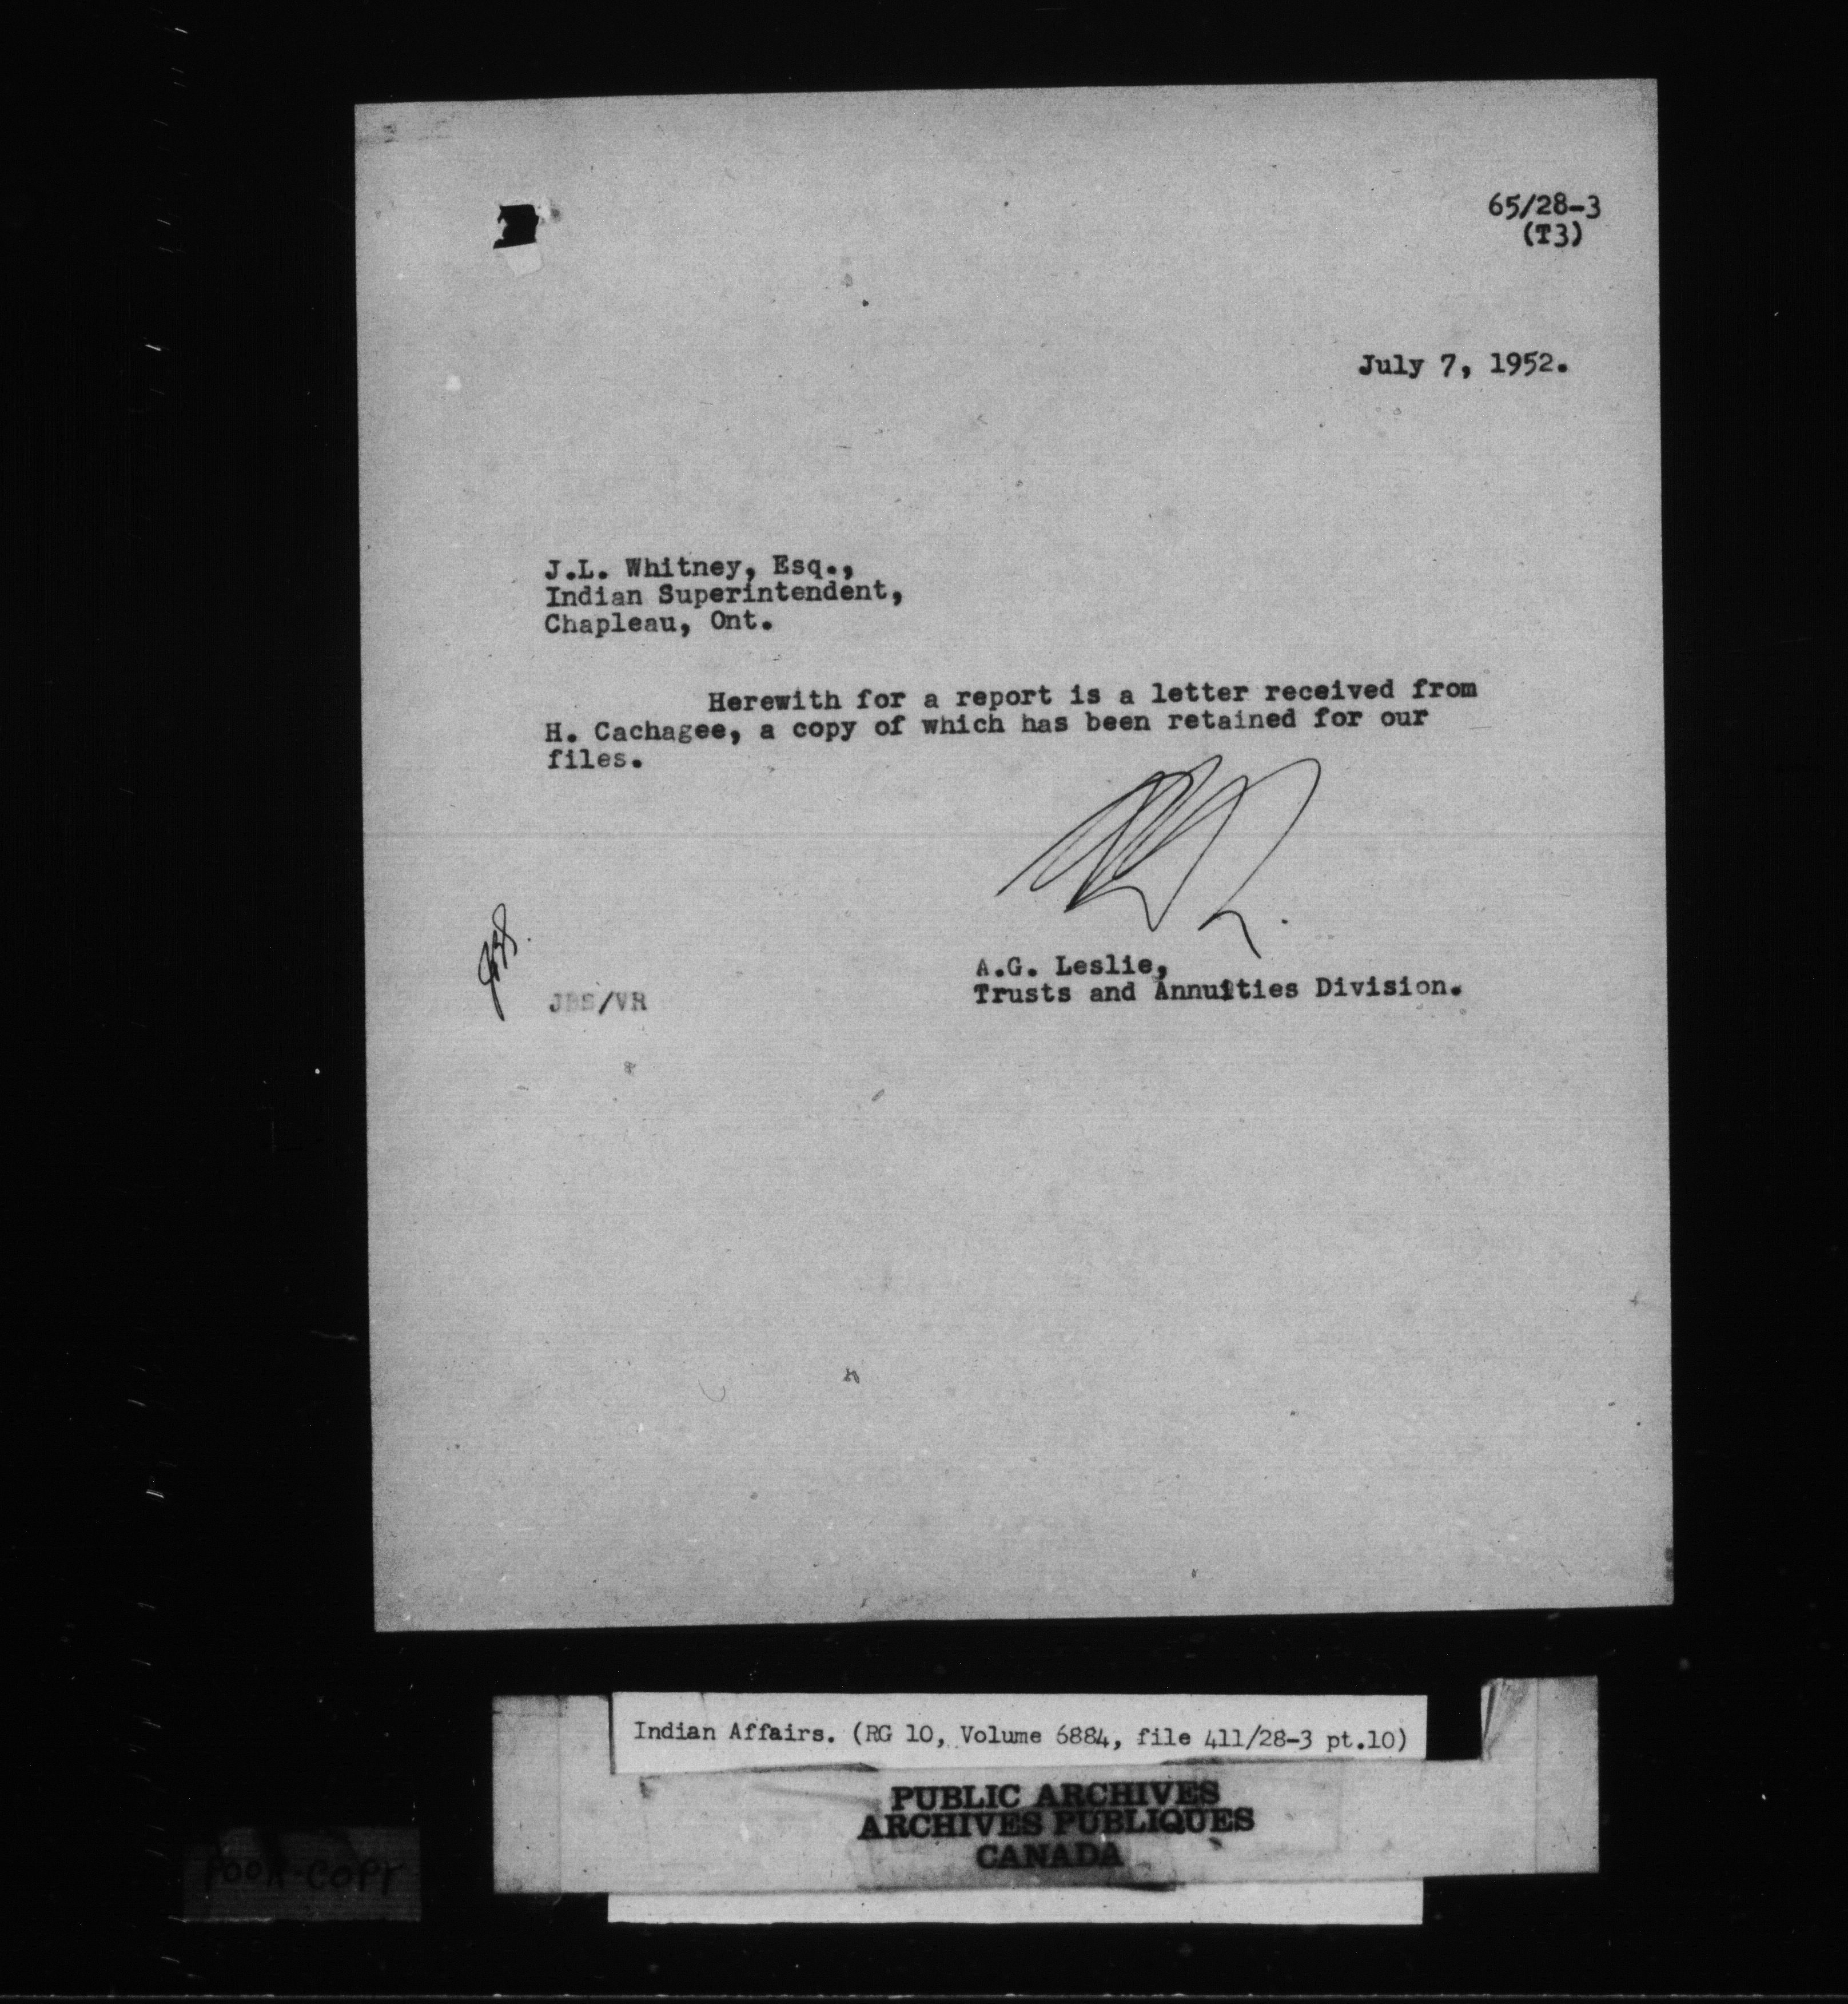 65/28-3
(T3)
July 7, 1952.
J.L. Whitney, Esq.,
Indian Superintendent,
Chapleau, Ont.
Herewith for a report is a letter received from
H. Cachagee, a copy of which has been retained for our
files.
A.G. Leslie,
Trusts and Annuities Division.
JBS/VR
Indian Affairs. (RG 10, Volume 6884, file 411/28-3 pt.10)
PUBLIC ARCHIVES
ARCHIVES PUBLIQUES
CANADA
POOR COPY